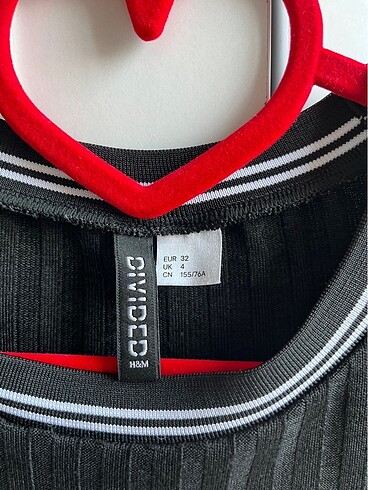 DIVIDED
H&M
EUR 32
UK 4
CN 155/76A